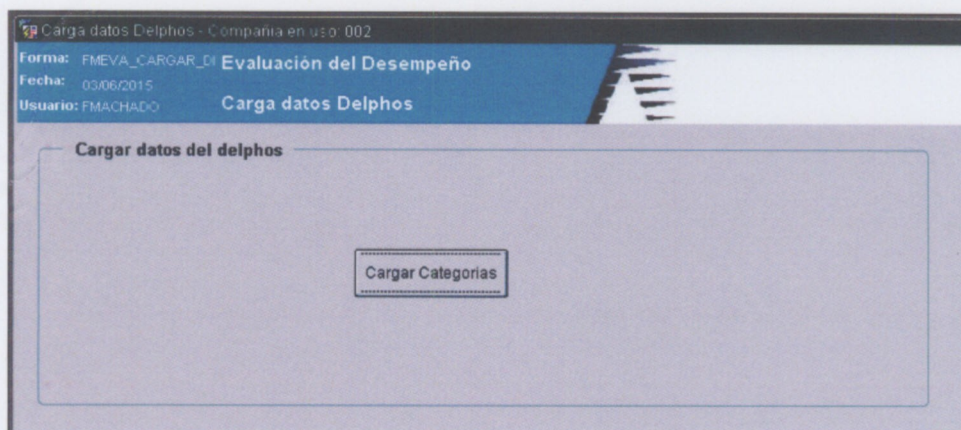 Carga datos Delphos - Compañia en uso: 002
Forma: FMEVA_CARGAR_DI Evaluación del Desempeño
Fecha: 03/06/2015
Usuario: FMACHADO Carga datos Delphos
Cargar datos del delphos
Cargar Categorias